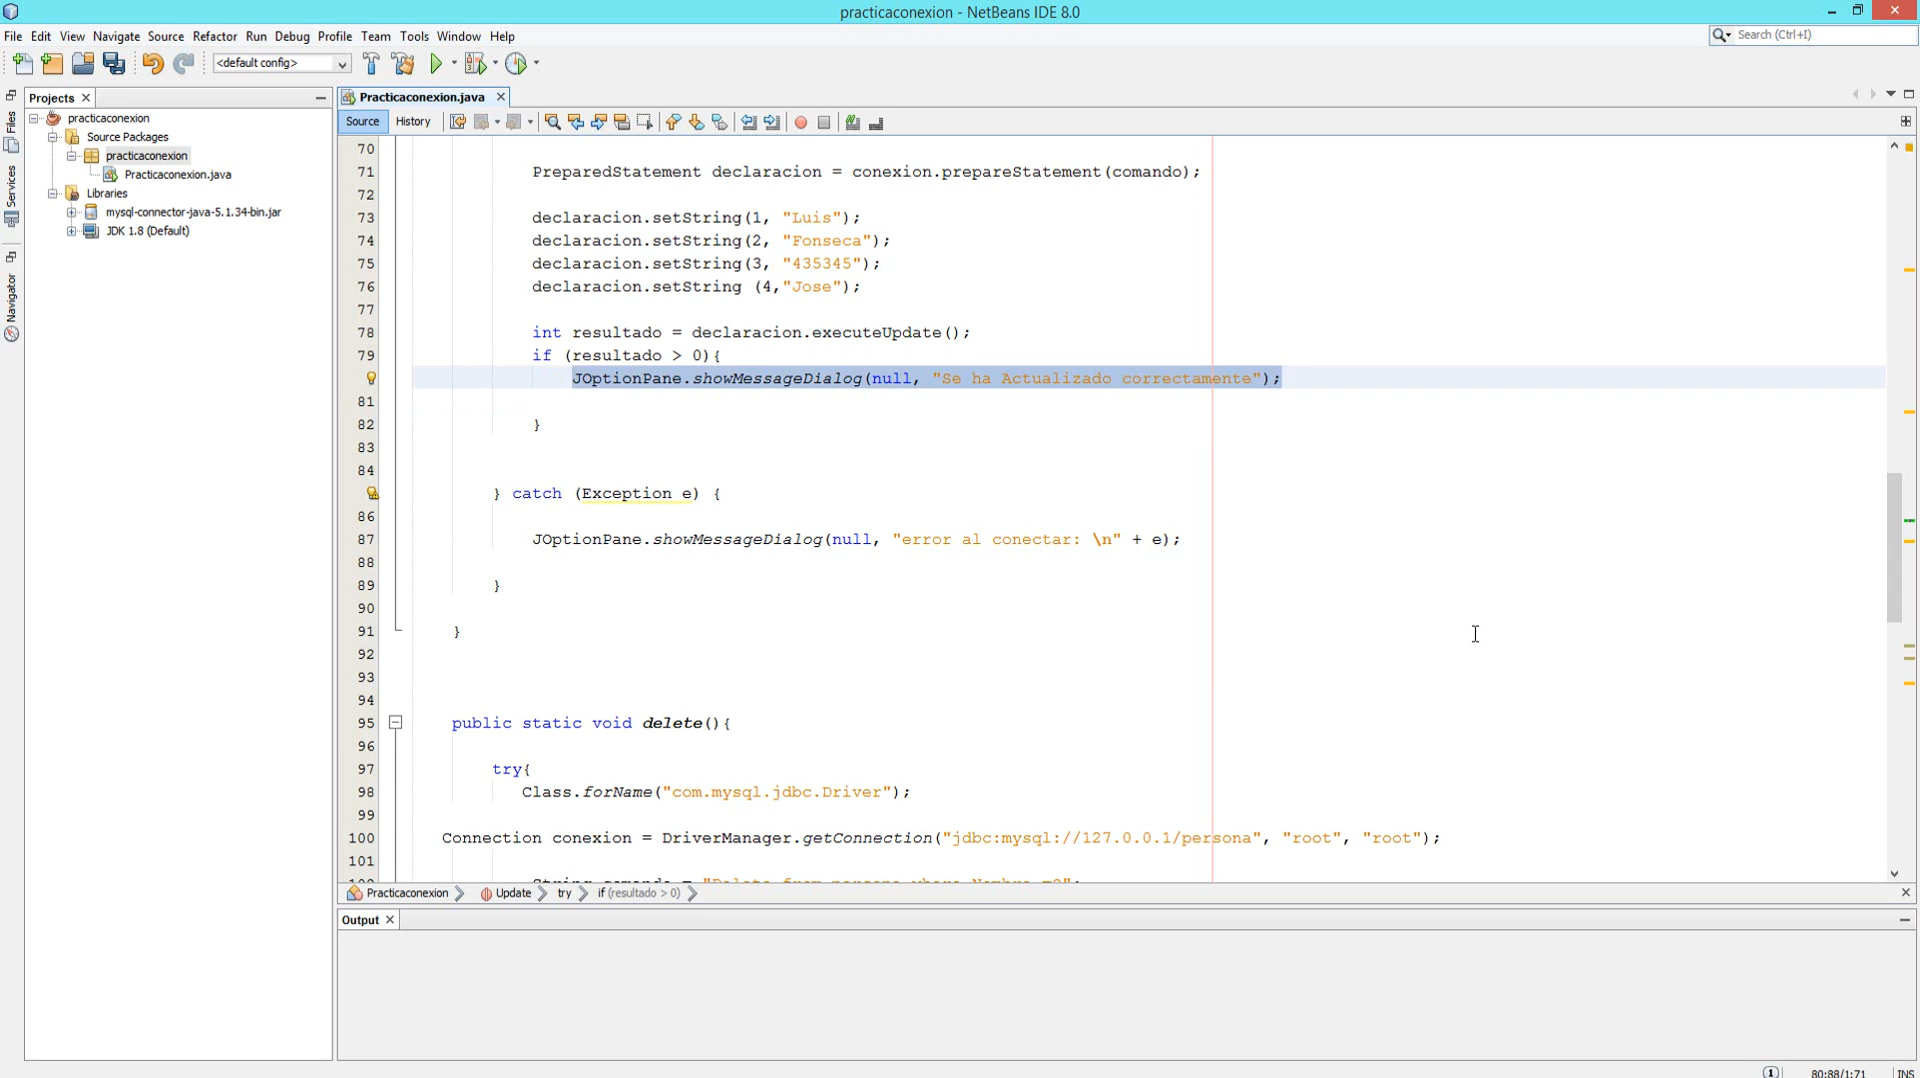 practicaconexion - NetBeans IDE 8.0
File Edit View Navigate Source Refactor Run Debug Profile Team Tools Window Help
Search (Ctrl+I)
<default config>
Files
Services
Navigator
Projects
practicaconexion
Source Packages
practicaconexion
Practicaconexion.java
Libraries
mysql-connector-java-5.1.34-bin.jar
JDK 1.8 (Default)
Practicaconexion.java
Source History
70
71 PreparedStatement declaracion = conexion.prepareStatement(comando);
72
73 declaracion.setString(1, "Luis");
74 declaracion.setString(2, "Fonseca");
75 declaracion.setString(3, "435345");
76 declaracion.setString (4,"Jose");
77
78 int resultado = declaracion.executeUpdate();
79 if (resultado > 0){
JOptionPane.showMessageDialog(null, "Se ha Actualizado correctamente");
81
82 }
83
84
} catch (Exception e) {
86
87 JOptionPane.showMessageDialog(null, "error al conectar: \n" + e);
88
89 }
90
91 }
92
93
94
95 public static void delete(){
96
97 try{
98 Class.forName("com.mysql.jdbc.Driver");
99
100 Connection conexion = DriverManager.getConnection("jdbc:mysql://127.0.0.1/persona", "root", "root");
101
Practicaconexion Update try if (resultado > 0)
Output
80:88/1:71 INS